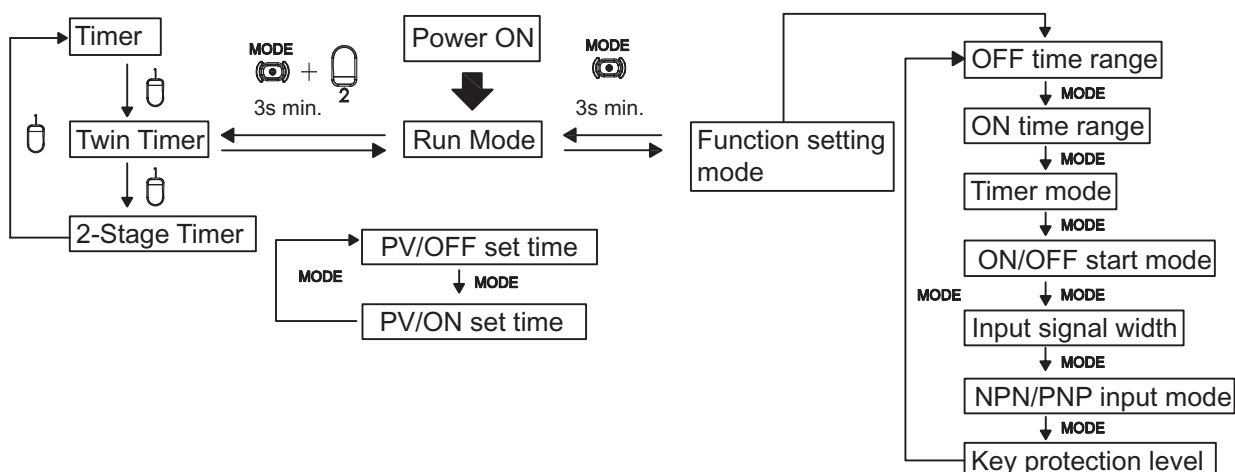 Timer
1
1
Twin Timer
1
2-Stage Timer
MODE
+
2
3s min.
Power ON
Run Mode
MODE
3s min.
PV/OFF set time
MODE
MODE
PV/ON set time
Function setting
mode
OFF time range
MODE
ON time range
MODE
Timer mode
MODE
ON/OFF start mode
MODE
MODE
Input signal width
MODE
NPN/PNP input mode
MODE
Key protection level